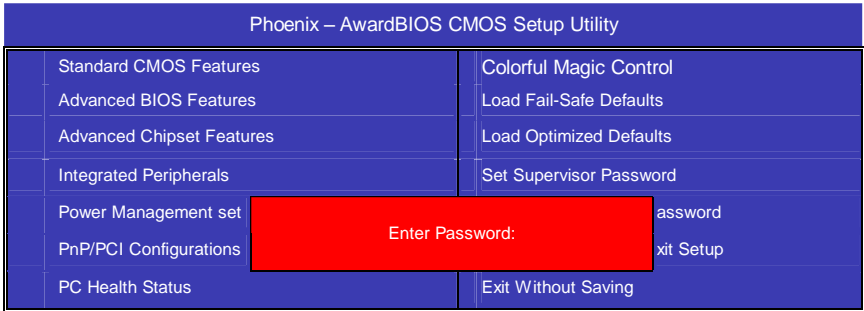 Phoenix – AwardBIOS CMOS Setup Utility
Standard CMOS Features
Colorful Magic Control
Advanced BIOS Features
Load Fail-Safe Defaults
Advanced Chipset Features
Load Optimized Defaults
Integrated Peripherals
Set Supervisor Password
Power Management set
assword
Enter Password:
PnP/PCI Configurations
xit Setup
PC Health Status
Exit Without Saving